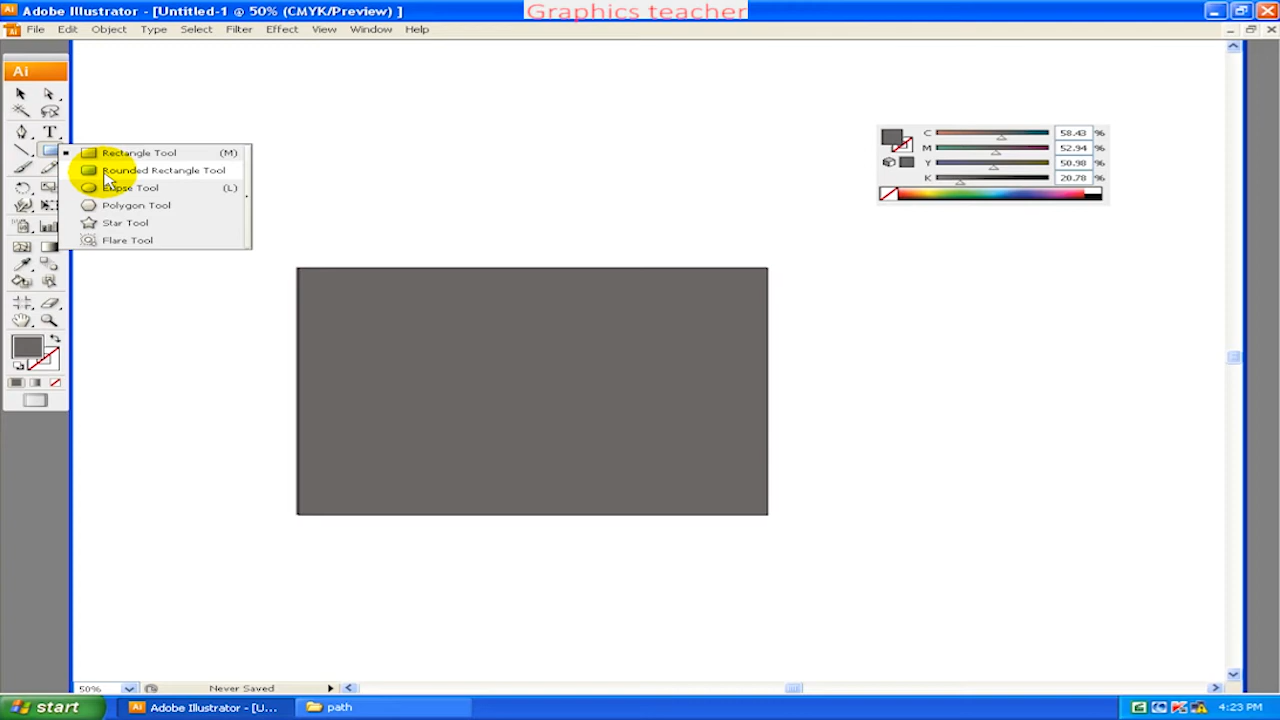 Graphics teacher
Adobe Illustrator - [Untitled-1 @ 50% (CMYK/Preview) ]
File Edit Object Type Select Filter Effect View Window Help
Ai
Rectangle Tool (M)
Rounded Rectangle Tool
Ellipse Tool (L)
Polygon Tool
Star Tool
Flare Tool
C 58.43 %
M 52.94 %
Y 50.98 %
K 20.78 %
50% Never Saved
start Adobe Illustrator - [U... path 4:23 PM